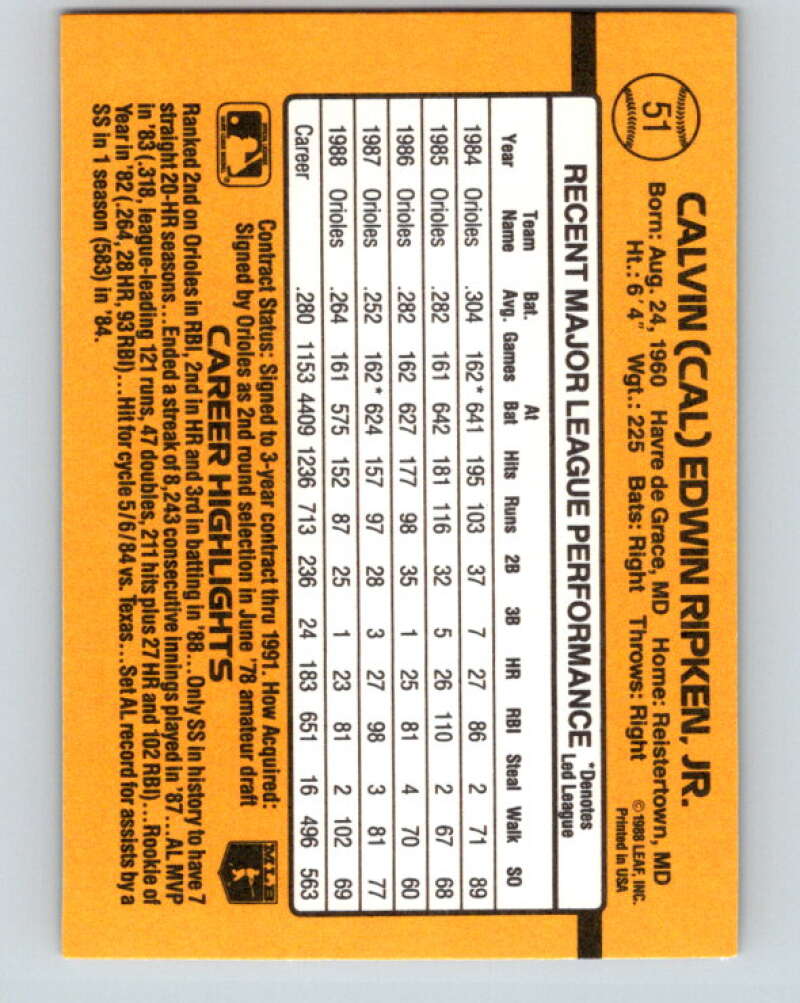 51
CALVIN (CAL) EDWIN RIPKEN, JR.
Born: Aug. 24, 1960 Havre de Grace, MD Home: Reistertown, MD
Ht.: 6'4" Wgt.: 225 Bats: Right Throws: Right
©1988 LEAF, INC.
Printed in USA
RECENT MAJOR LEAGUE PERFORMANCE
*Denotes
Led League
Year Team Name Bat. Avg. Games At Bat Hits Runs 2B 3B HR RBI Steal Walk SO
1984 Orioles .304 162* 641 195 103 37 7 27 86 2 71 89
1985 Orioles .282 161 642 181 116 32 5 26 110 2 67 68
1986 Orioles .282 162 627 177 98 35 1 25 81 4 70 60
1987 Orioles .252 162* 624 157 97 28 3 27 98 3 81 77
1988 Orioles .264 161 575 152 87 25 1 23 81 2 102 69
Career .280 1153 4409 1236 713 236 24 183 651 16 496 563
Contract Status: Signed to 3-year contract thru 1991. How Acquired:
Signed by Orioles as 2nd round selection in June '78 amateur draft
MLB
CAREER HIGHLIGHTS
Ranked 2nd on Orioles in RBI, 2nd in HR and 3rd in batting in '88...Only SS in history to have 7
straight 20-HR seasons...Ended a streak of 8,243 consecutive innings played in '87...AL MVP
in '83 (.318, league-leading 121 runs, 47 doubles, 211 hits plus 27 HR and 102 RBI)...Rookie of
Year in '82 (.264, 28 HR, 93 RBI)...Hit for cycle 5/6/84 vs. Texas...Set AL record for assists by a
SS in 1 season (583) in '84.